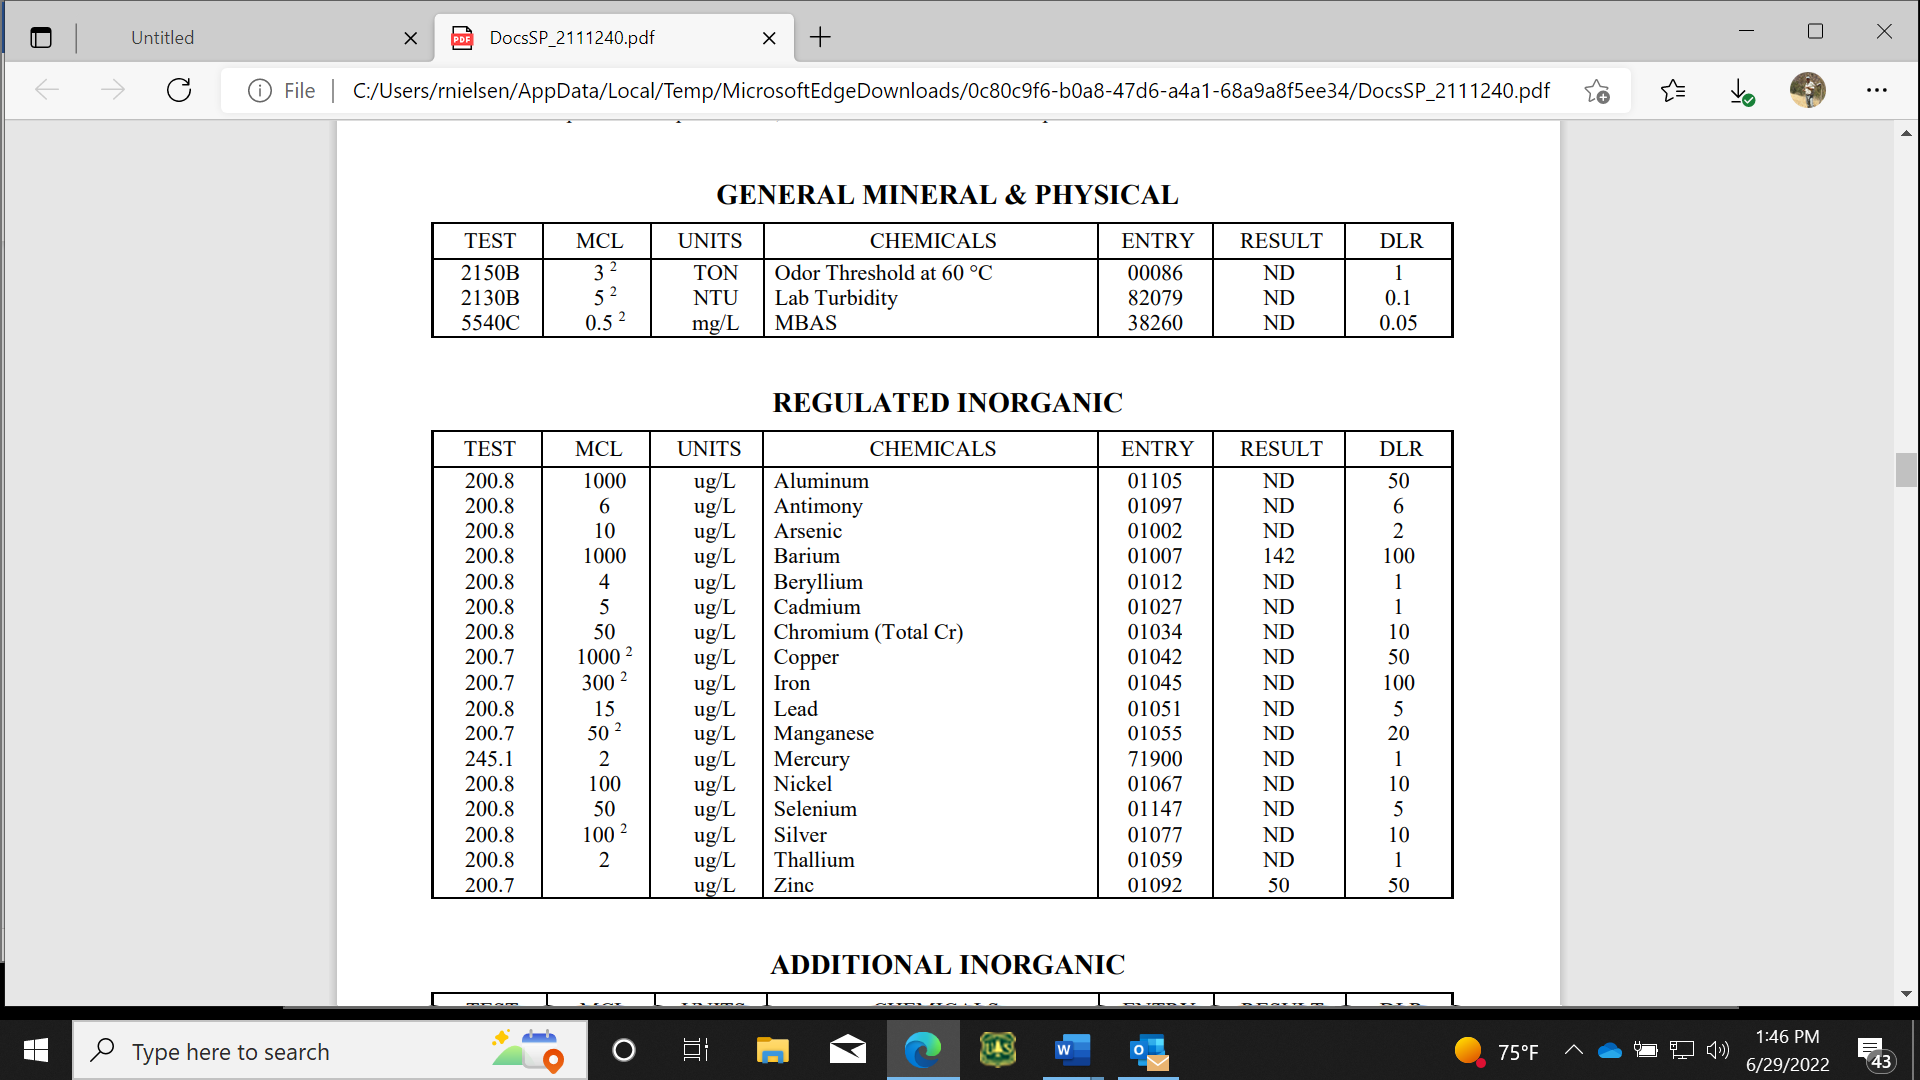 Untitled
DocsSP_2111240.pdf
File C:/Users/rnielsen/AppData/Local/Temp/MicrosoftEdgeDownloads/0c80c9f6-b0a8-47d6-a4a1-68a9a8f5ee34/DocsSP_2111240.pdf
GENERAL MINERAL & PHYSICAL
TEST MCL UNITS CHEMICALS ENTRY RESULT DLR
2150B 3 2 TON Odor Threshold at 60 °C 00086 ND 1
2130B 5 2 NTU Lab Turbidity 82079 ND 0.1
5540C 0.5 2 mg/L MBAS 38260 ND 0.05
REGULATED INORGANIC
TEST MCL UNITS CHEMICALS ENTRY RESULT DLR
200.8 1000 ug/L Aluminum 01105 ND 50
200.8 6 ug/L Antimony 01097 ND 6
200.8 10 ug/L Arsenic 01002 ND 2
200.8 1000 ug/L Barium 01007 142 100
200.8 4 ug/L Beryllium 01012 ND 1
200.8 5 ug/L Cadmium 01027 ND 1
200.8 50 ug/L Chromium (Total Cr) 01034 ND 10
200.7 1000 2 ug/L Copper 01042 ND 50
200.7 300 2 ug/L Iron 01045 ND 100
200.8 15 ug/L Lead 01051 ND 5
200.7 50 2 ug/L Manganese 01055 ND 20
245.1 2 ug/L Mercury 71900 ND 1
200.8 100 ug/L Nickel 01067 ND 10
200.8 50 ug/L Selenium 01147 ND 5
200.8 100 2 ug/L Silver 01077 ND 10
200.8 2 ug/L Thallium 01059 ND 1
200.7 ug/L Zinc 01092 50 50
ADDITIONAL INORGANIC
Type here to search
75°F
1:46 PM
6/29/2022
43